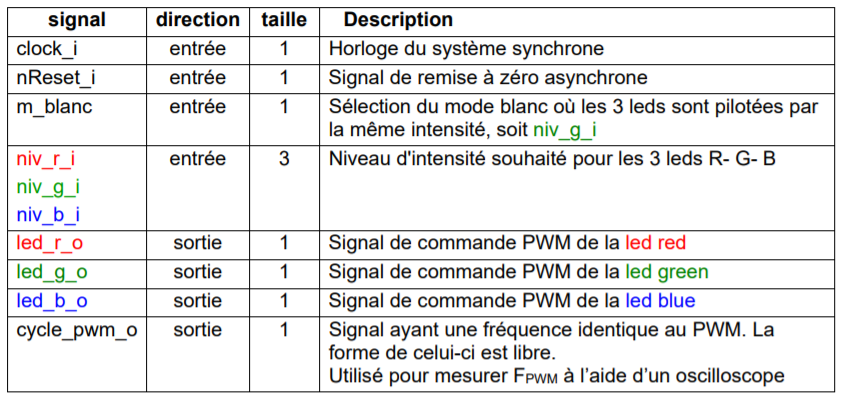 signal direction taille Description
clock_i entrée 1 Horloge du système synchrone
nReset_i entrée 1 Signal de remise à zéro asynchrone
m_blanc entrée 1 Sélection du mode blanc où les 3 leds sont pilotées par
la même intensité, soit niv_g_i
niv_r_i entrée 3 Niveau d'intensité souhaité pour les 3 leds R- G- B
niv_g_i
niv_b_i
led_r_o sortie 1 Signal de commande PWM de la led red
led_g_o sortie 1 Signal de commande PWM de la led green
led_b_o sortie 1 Signal de commande PWM de la led blue
cycle_pwm_o sortie 1 Signal ayant une fréquence identique au PWM. La
forme de celui-ci est libre.
Utilisé pour mesurer FPWM à l’aide d’un oscilloscope